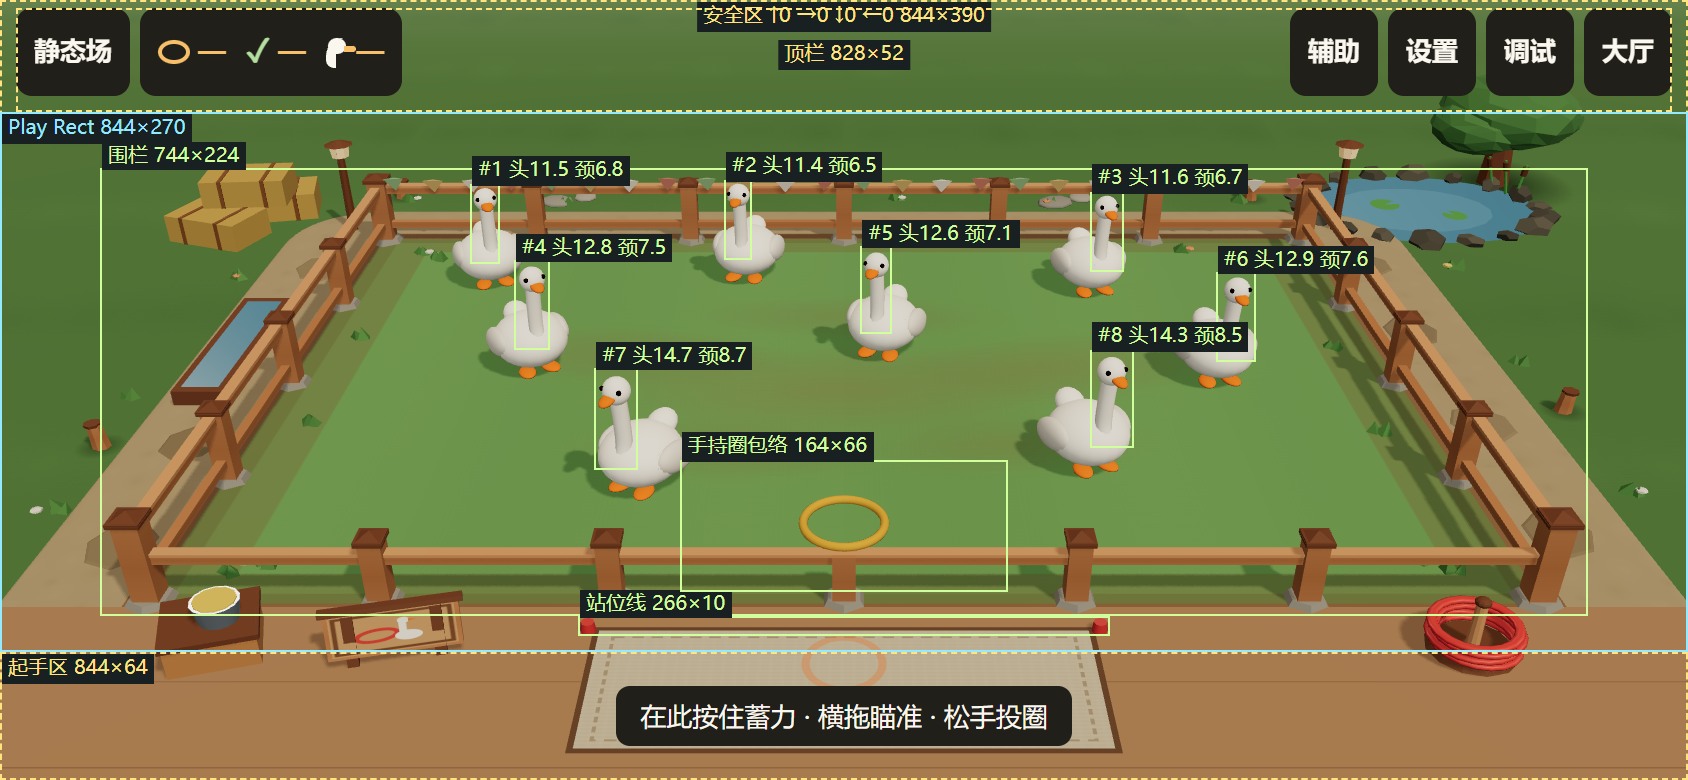 安全区 ↑0 →0 ↓0 ←0 844×390
静态场
顶栏 828×52
辅助
设置
调试
大厅
Play Rect 844×270
围栏 744×224
#1 头11.5 颈6.8
#2 头11.4 颈6.5
#3 头11.6 颈6.7
#4 头12.8 颈7.5
#5 头12.6 颈7.1
#6 头12.9 颈7.6
#7 头14.7 颈8.7
#8 头14.3 颈8.5
手持圈包络 164×66
站位线 266×10
起手区 844×64
在此按住蓄力 · 横拖瞄准 · 松手投圈